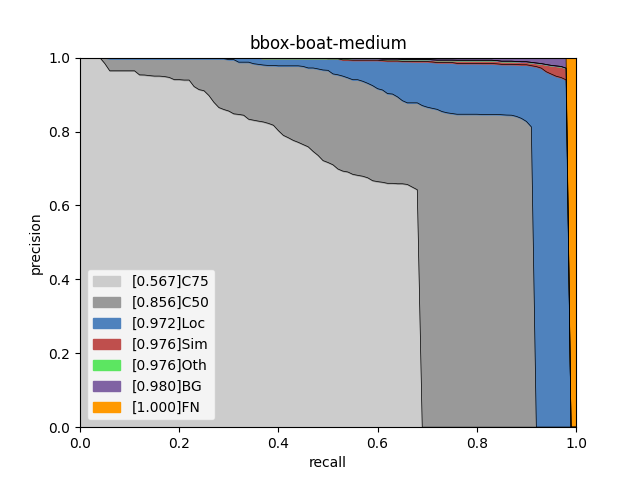 bbox-boat-medium
1.0
0.8
0.6
0.4
0.2
0.0
precision
[0.567]C75
[0.856]C50
[0.972]Loc
[0.976]Sim
[0.976]Oth
[0.980]BG
[1.000]FN
0.0 0.2 0.4 0.6 0.8 1.0
recall